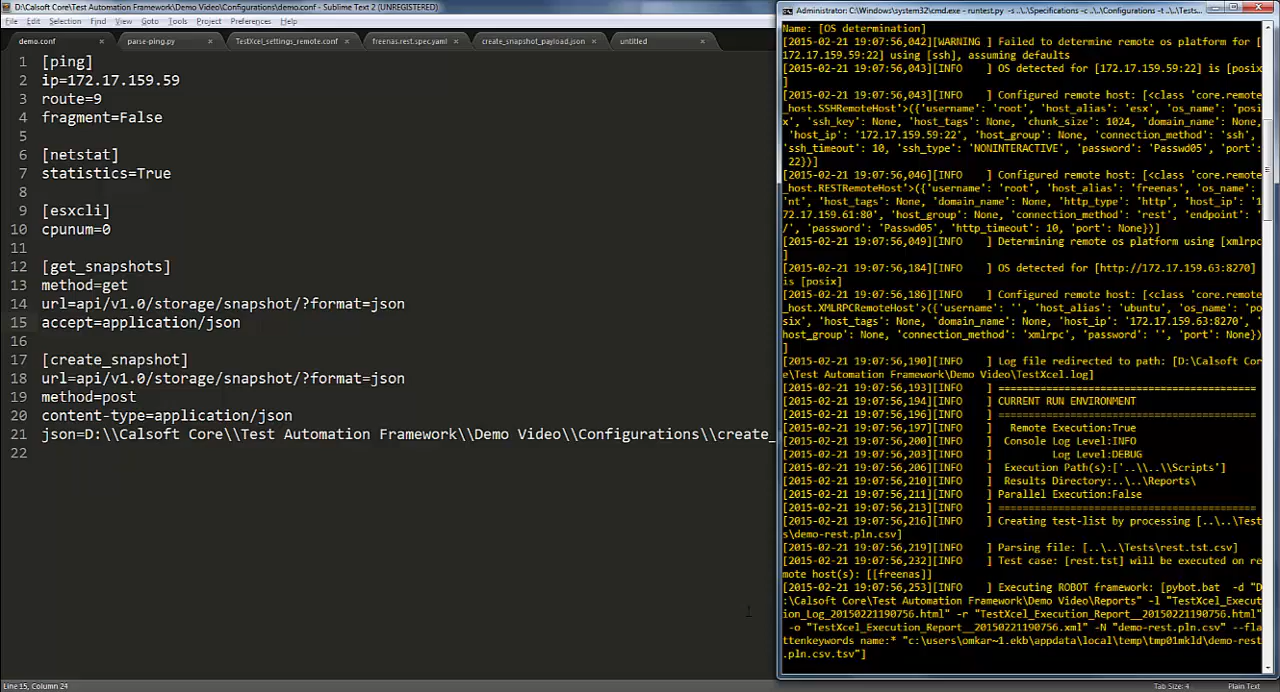 D:\Calsoft Core\Test Automation Framework\Demo Video\Configurations\demo.conf - Sublime Text 2 (UNREGISTERED)
File Edit Selection Find View Goto Tools Project Preferences Help
demo.conf × parse-ping.py × TestXcel_settings_remote.conf × freenas.rest.spec.yaml × create_snapshot_payload.json × untitled ×
1 [ping]
2 ip=172.17.159.59
3 route=9
4 fragment=False
5
6 [netstat]
7 statistics=True
8
9 [esxcli]
10 cpunum=0
11
12 [get_snapshots]
13 method=get
14 url=api/v1.0/storage/snapshot/?format=json
15 accept=application/json
16
17 [create_snapshot]
18 url=api/v1.0/storage/snapshot/?format=json
19 method=post
20 content-type=application/json
21 json=D:\\Calsoft Core\\Test Automation Framework\\Demo Video\\Configurations\\create_
22
Line 15, Column 24
Administrator: C:\Windows\system32\cmd.exe - runtest.py -s ..\..\Specifications -c ..\..\Configurations -t ..\..\Tests...
Name: [OS determination]
[2015-02-21 19:07:56,042][WARNING ] Failed to determine remote os platform for [
172.17.159.59:22] using [ssh], assuming defaults
[2015-02-21 19:07:56,043][INFO    ] OS detected for [172.17.159.59:22] is [posix
]
[2015-02-21 19:07:56,043][INFO    ] Configured remote host: [<class 'core.remote
_host.SSHRemoteHost'>({'username': 'root', 'host_alias': 'esx', 'os_name': 'posi
x', 'ssh_key': None, 'host_tags': None, 'chunk_size': 1024, 'domain_name': None,
'host_ip': '172.17.159.59:22', 'host_group': None, 'connection_method': 'ssh',
'ssh_timeout': 10, 'ssh_type': 'NONINTERACTIVE', 'password': 'Passwd05', 'port':
22})]
[2015-02-21 19:07:56,046][INFO    ] Configured remote host: [<class 'core.remote
_host.RESTRemoteHost'>({'username': 'root', 'host_alias': 'freenas', 'os_name':
'nt', 'host_tags': None, 'domain_name': None, 'http_type': 'http', 'host_ip': '1
72.17.159.61:80', 'host_group': None, 'connection_method': 'rest', 'endpoint': '
/', 'password': 'Passwd05', 'http_timeout': 10, 'port': None})]
[2015-02-21 19:07:56,049][INFO    ] Determining remote os platform using [xmlrpc
]
[2015-02-21 19:07:56,184][INFO    ] OS detected for [http://172.17.159.63:8270]
is [posix]
[2015-02-21 19:07:56,186][INFO    ] Configured remote host: [<class 'core.remote
_host.XMLRPCRemoteHost'>({'username': '', 'host_alias': 'ubuntu', 'os_name': 'po
six', 'host_tags': None, 'domain_name': None, 'host_ip': '172.17.159.63:8270', '
host_group': None, 'connection_method': 'xmlrpc', 'password': '', 'port': None})
]
[2015-02-21 19:07:56,190][INFO    ] Log file redirected to path: [D:\Calsoft Cor
e\Test Automation Framework\Demo Video\TestXcel.log]
[2015-02-21 19:07:56,193][INFO    ] ==========================================
[2015-02-21 19:07:56,194][INFO    ] CURRENT RUN ENVIRONMENT
[2015-02-21 19:07:56,196][INFO    ] ==========================================
[2015-02-21 19:07:56,197][INFO    ] Remote Execution:True
[2015-02-21 19:07:56,200][INFO    ] Console Log Level:INFO
[2015-02-21 19:07:56,203][INFO    ] Log Level:DEBUG
[2015-02-21 19:07:56,206][INFO    ] Execution Path(s):['..\\..\\Scripts']
[2015-02-21 19:07:56,210][INFO    ] Results Directory:..\..\Reports\
[2015-02-21 19:07:56,211][INFO    ] Parallel Execution:False
[2015-02-21 19:07:56,213][INFO    ] ==========================================
[2015-02-21 19:07:56,216][INFO    ] Creating test-list by processing [..\..\Test
s\demo-rest.pln.csv]
[2015-02-21 19:07:56,219][INFO    ] Parsing file: [..\..\Tests\rest.tst.csv]
[2015-02-21 19:07:56,232][INFO    ] Test case: [rest.tst] will be executed on re
mote host(s): [[freenas]]
[2015-02-21 19:07:56,253][INFO    ] Executing ROBOT framework: [pybot.bat  -d "D
:\Calsoft Core\Test Automation Framework\Demo Video\Reports" -l "TestXcel_Execut
ion_Log_20150221190756.html" -r "TestXcel_Execution_Report__20150221190756.html"
-o "TestXcel_Execution_Report__20150221190756.xml" -N "demo-rest.pln.csv" --fla
ttenkeywords name:* "c:\users\omkar~1.ekb\appdata\local\temp\tmp01mkld\demo-rest
.pln.csv.tsv"]
Tab Size: 4 Plain Text